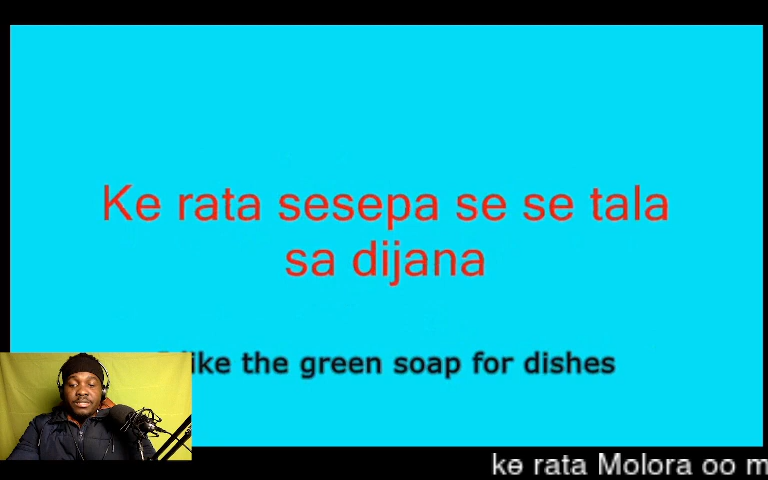 Ke rata sesepa se se tala
sa dijana
like the green soap for dishes
ke rata Molora oo m